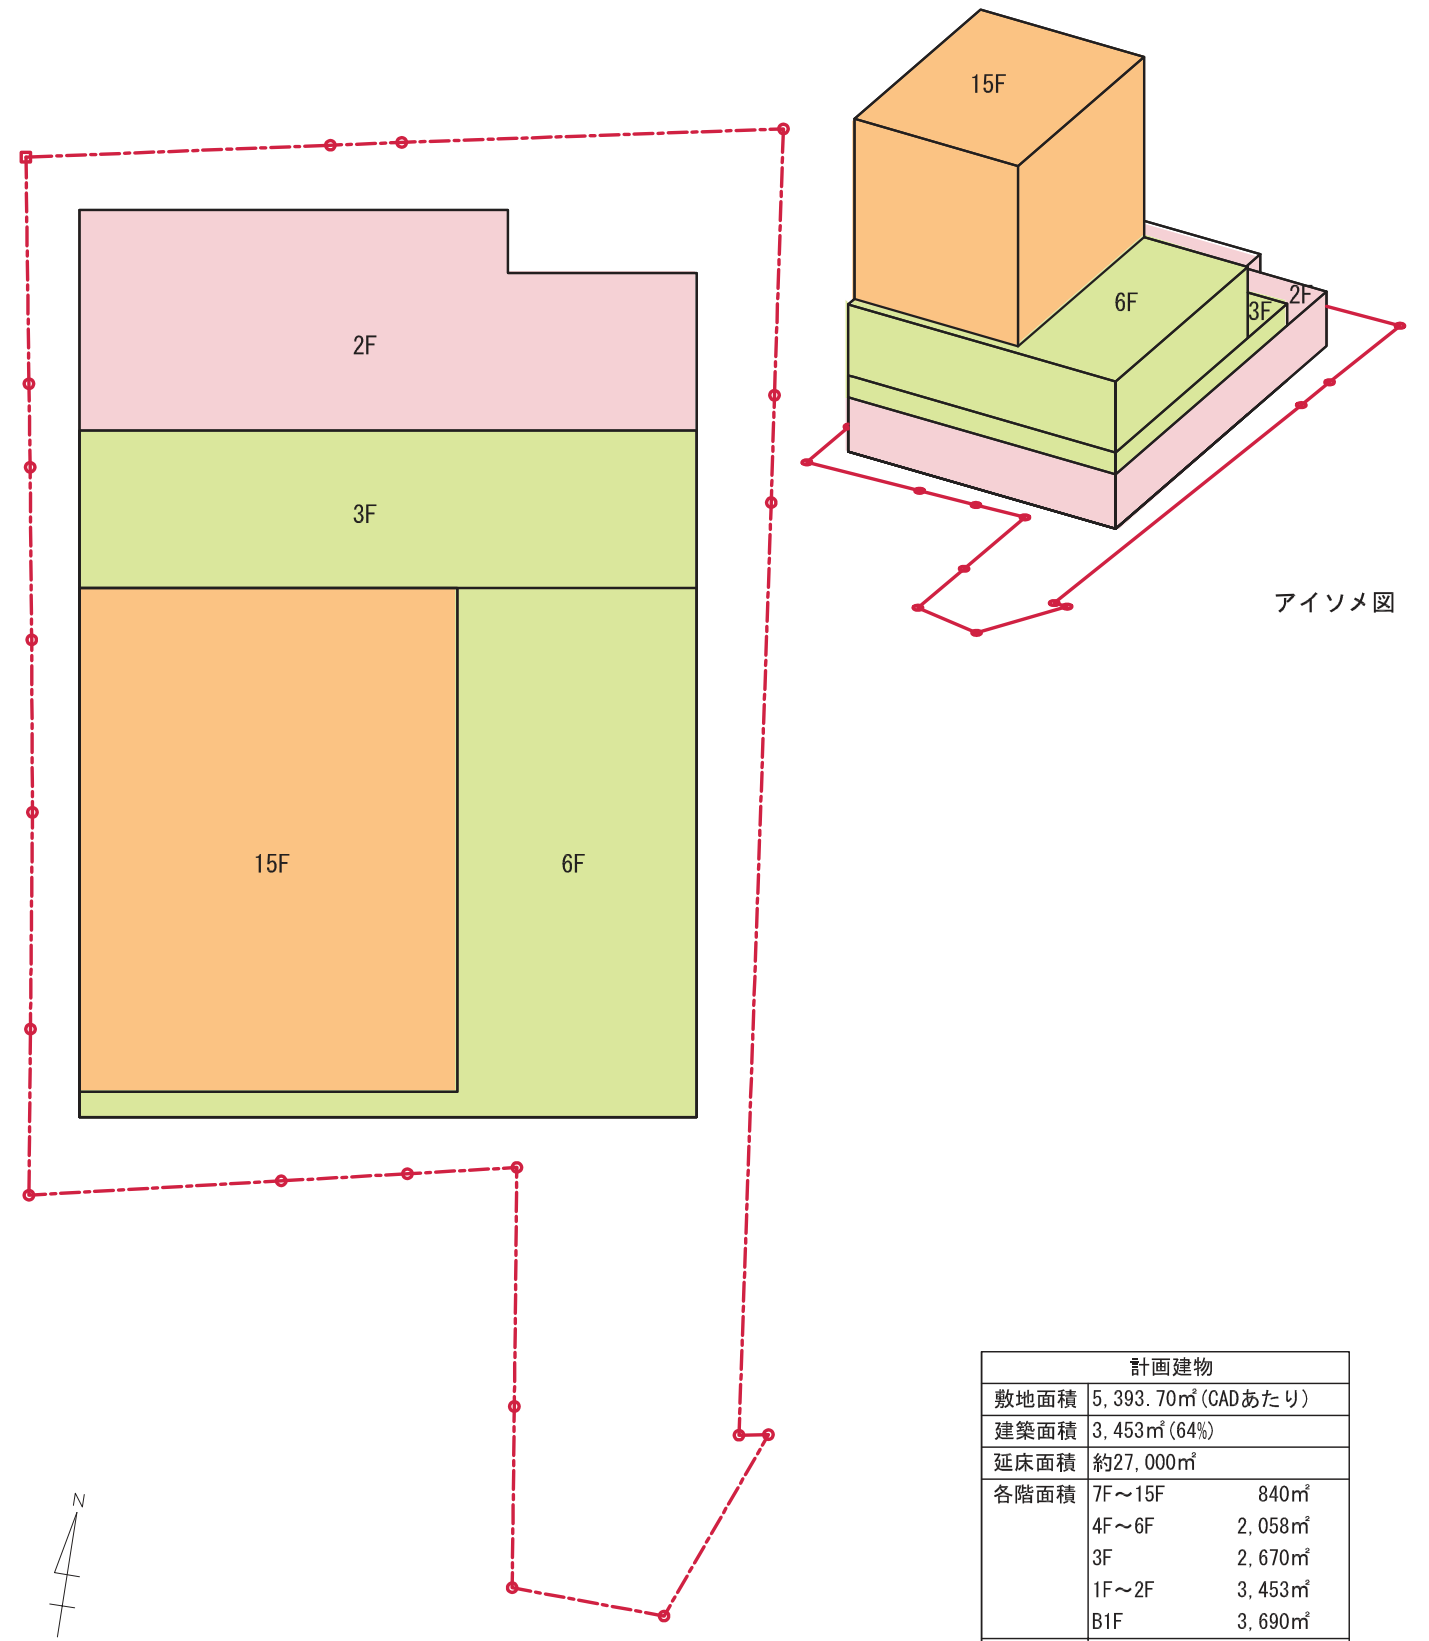 15F
6F
3F
2F
アイソメ図
2F
3F
15F
6F
N
計画建物
敷地面積 5,393.70㎡(CADあたり)
建築面積 3,453㎡(64%)
延床面積 約27,000㎡
各階面積 7F～15F 840㎡
4F～6F 2,058㎡
3F 2,670㎡
1F～2F 3,453㎡
B1F 3,690㎡